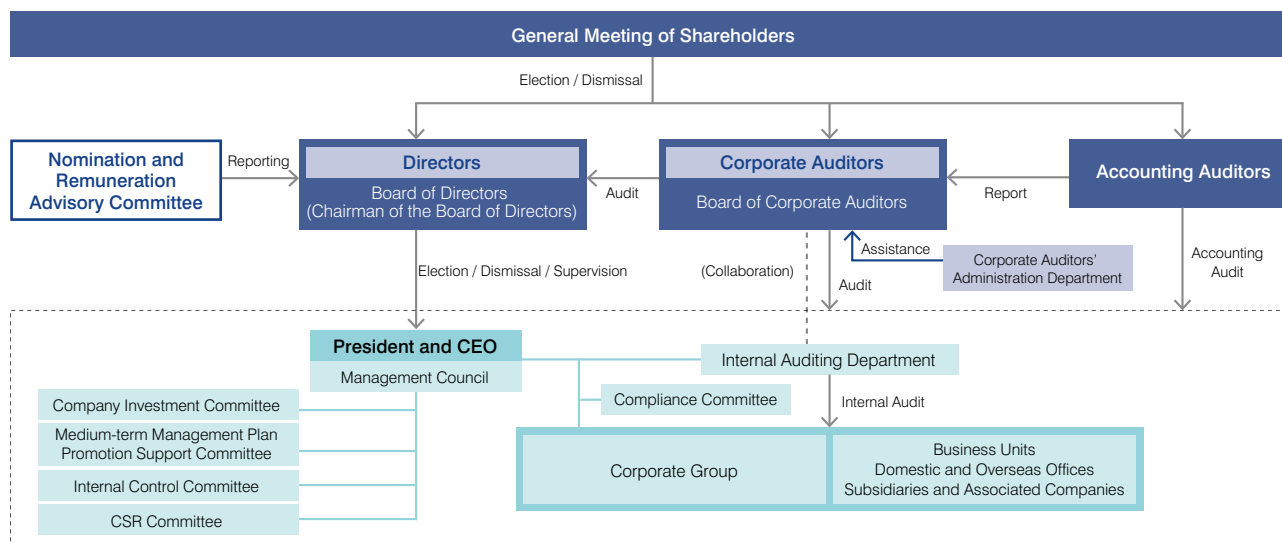 General Meeting of Shareholders
Election / Dismissal
Nomination and
Remuneration
Advisory Committee
Reporting
Directors
Board of Directors
(Chairman of the Board of Directors)
Audit
Corporate Auditors
Board of Corporate Auditors
Report
Accounting Auditors
Election / Dismissal / Supervision
(Collaboration)
Assistance
Audit
Corporate Auditors'
Administration Department
Accounting
Audit
President and CEO
Management Council
Internal Auditing Department
Company Investment Committee
Compliance Committee
Internal Audit
Medium-term Management Plan
Promotion Support Committee
Internal Control Committee
CSR Committee
Corporate Group
Business Units
Domestic and Overseas Offices
Subsidiaries and Associated Companies